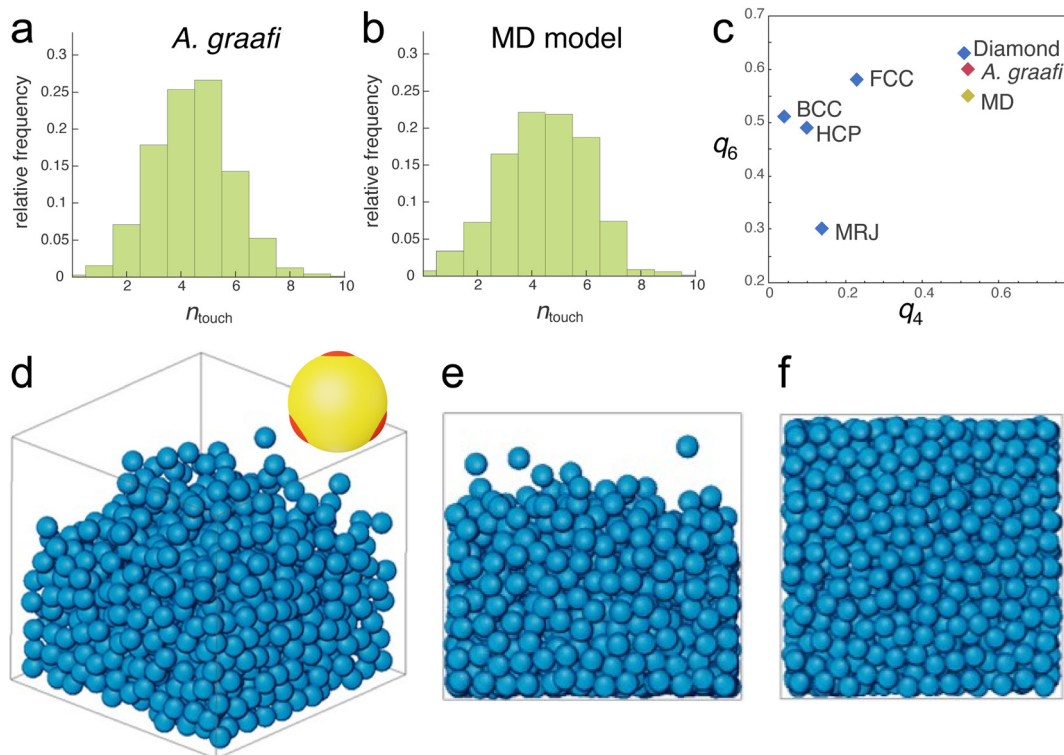 a
A. graafi
relative frequency
0.3
0.25
0.2
0.15
0.1
0.05
0
2
4
6
8
10
n_touch
b
MD model
relative frequency
0.3
0.25
0.2
0.15
0.1
0.05
0
2
4
6
8
10
n_touch
c
0.7
0.6
0.5
0.4
0.3
0.2
q6
Diamond
A. graafi
MD
FCC
BCC
HCP
MRJ
0
0.2
0.4
0.6
q4
d
e
f